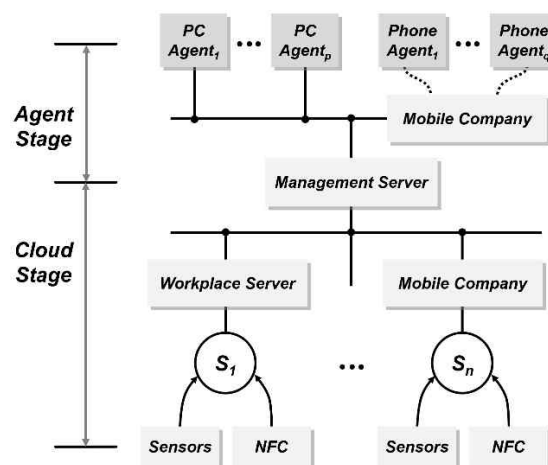 PC
Agent1
•••
PC
Agentp
Phone
Agent1
•••
Phone
Agentq
Agent
Stage
Mobile Company
Management Server
Cloud
Stage
Workplace Server
Mobile Company
S1
•••
Sn
Sensors
NFC
Sensors
NFC